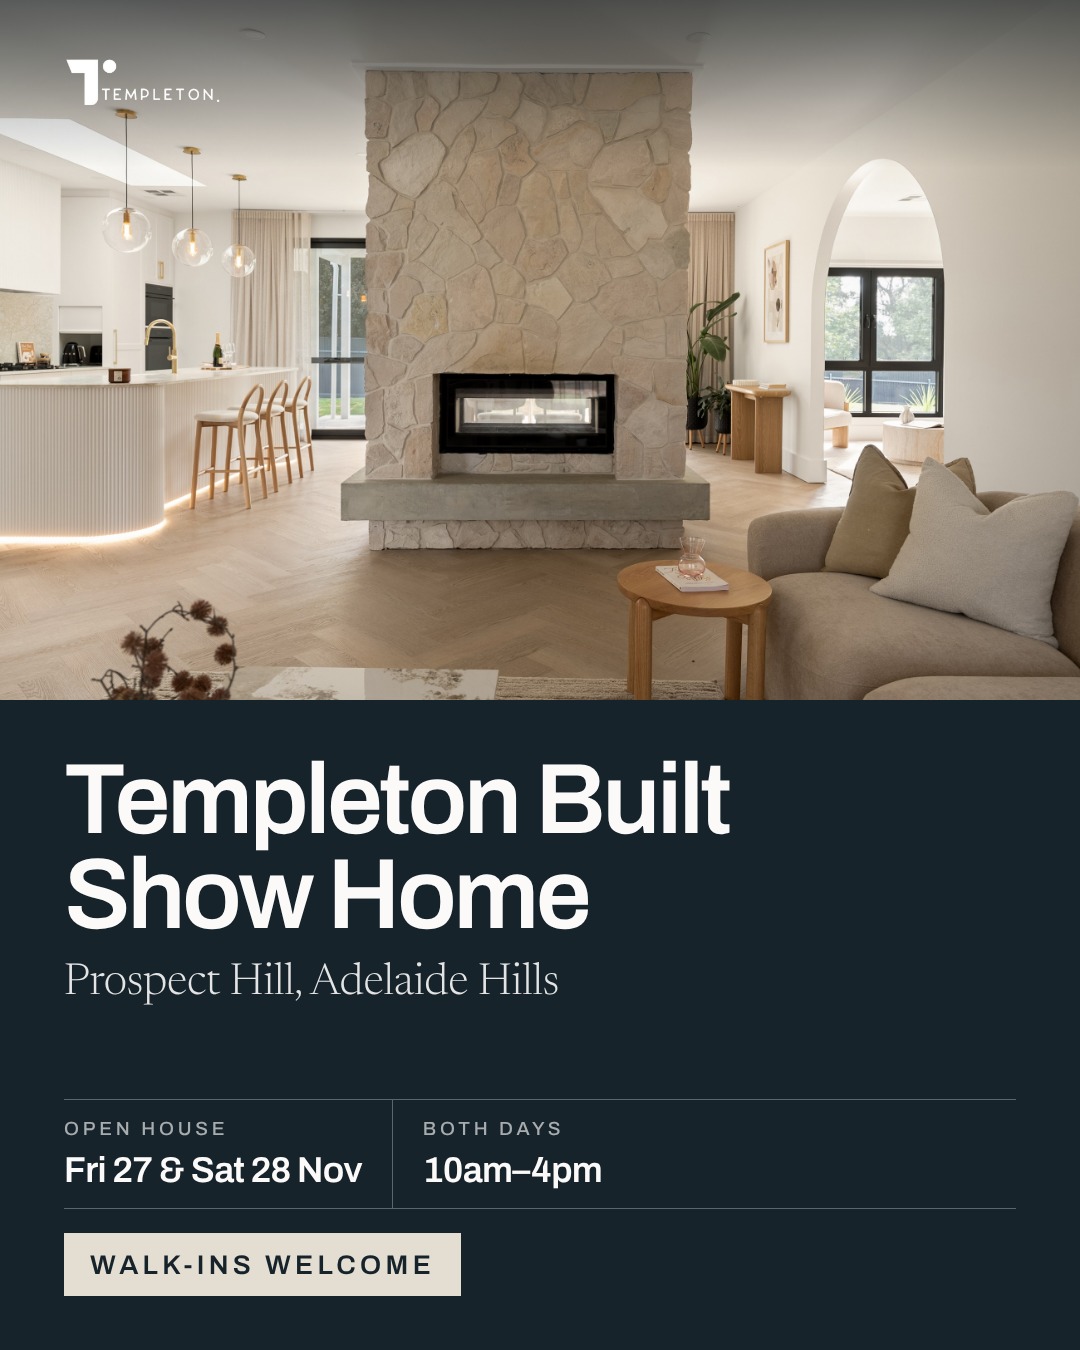 TEMPLETON.
Templeton Built
Show Home
Prospect Hill, Adelaide Hills
OPEN HOUSE
Fri 27 & Sat 28 Nov
BOTH DAYS
10am–4pm
WALK-INS WELCOME